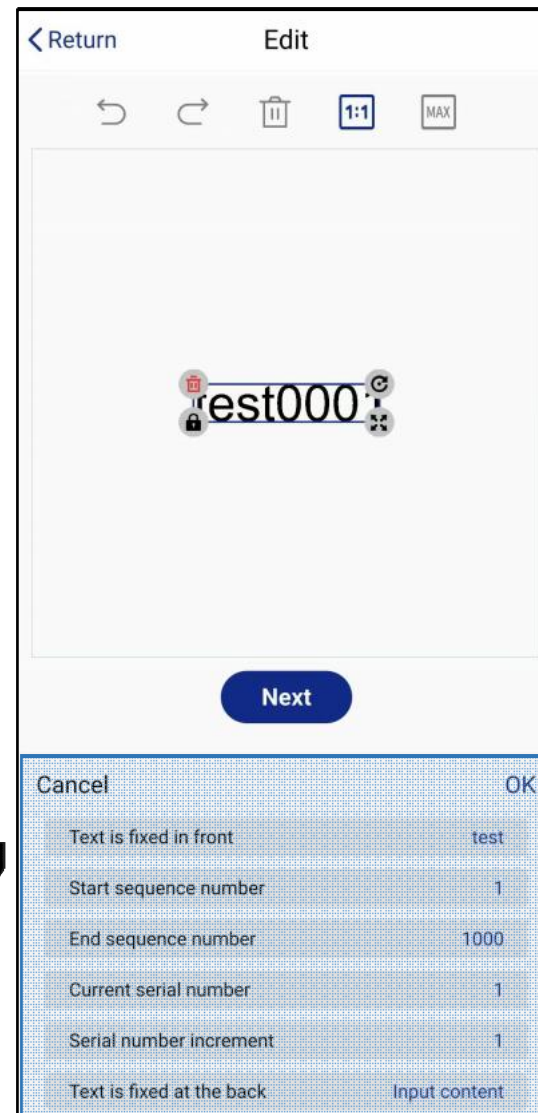 Return Edit
1:1 MAX
test0001
Next
Cancel OK
Text is fixed in front test
Start sequence number 1
End sequence number 1000
Current serial number 1
Serial number increment 1
Text is fixed at the back Input content